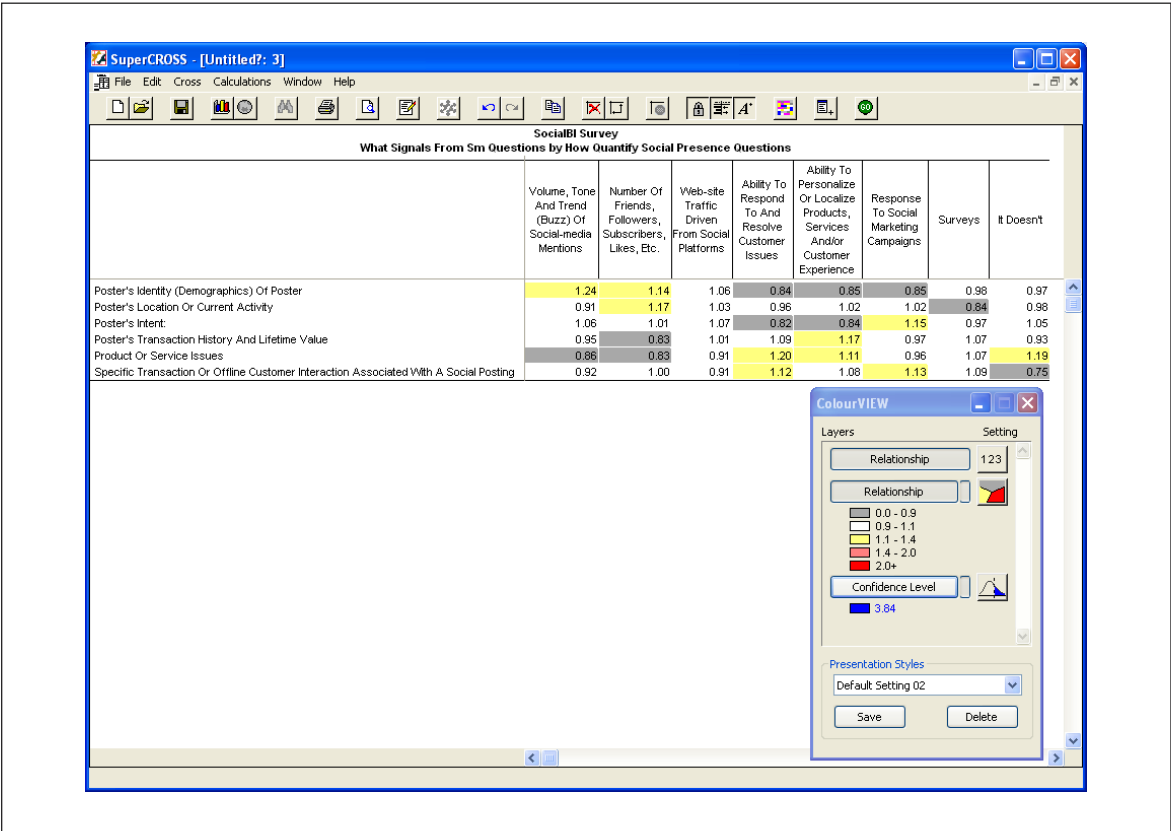 SuperCROSS - [Untitled?: 3]
File Edit Cross Calculations Window Help
SocialBI Survey
What Signals From Sm Questions by How Quantify Social Presence Questions
Volume, Tone And Trend (Buzz) Of Social-media Mentions
Number Of Friends, Followers, Subscribers, Likes, Etc.
Web-site Traffic Driven From Social Platforms
Ability To Respond To And Resolve Customer Issues
Ability To Personalize Or Localize Products, Services And/or Customer Experience
Response To Social Marketing Campaigns
Surveys
It Doesn't
Poster's Identity (Demographics) Of Poster 1.24 1.14 1.06 0.84 0.85 0.85 0.98 0.97
Poster's Location Or Current Activity 0.91 1.17 1.03 0.96 1.02 1.02 0.84 0.98
Poster's Intent: 1.06 1.01 1.07 0.82 0.84 1.15 0.97 1.05
Poster's Transaction History And Lifetime Value 0.95 0.83 1.01 1.09 1.17 0.97 1.07 0.93
Product Or Service Issues 0.86 0.83 0.91 1.20 1.11 0.96 1.07 1.19
Specific Transaction Or Offline Customer Interaction Associated With A Social Posting 0.92 1.00 0.91 1.12 1.08 1.13 1.09 0.75
ColourVIEW
Layers Setting
Relationship 123
Relationship
0.0 - 0.9
0.9 - 1.1
1.1 - 1.4
1.4 - 2.0
2.0+
Confidence Level
3.84
Presentation Styles
Default Setting 02
Save Delete